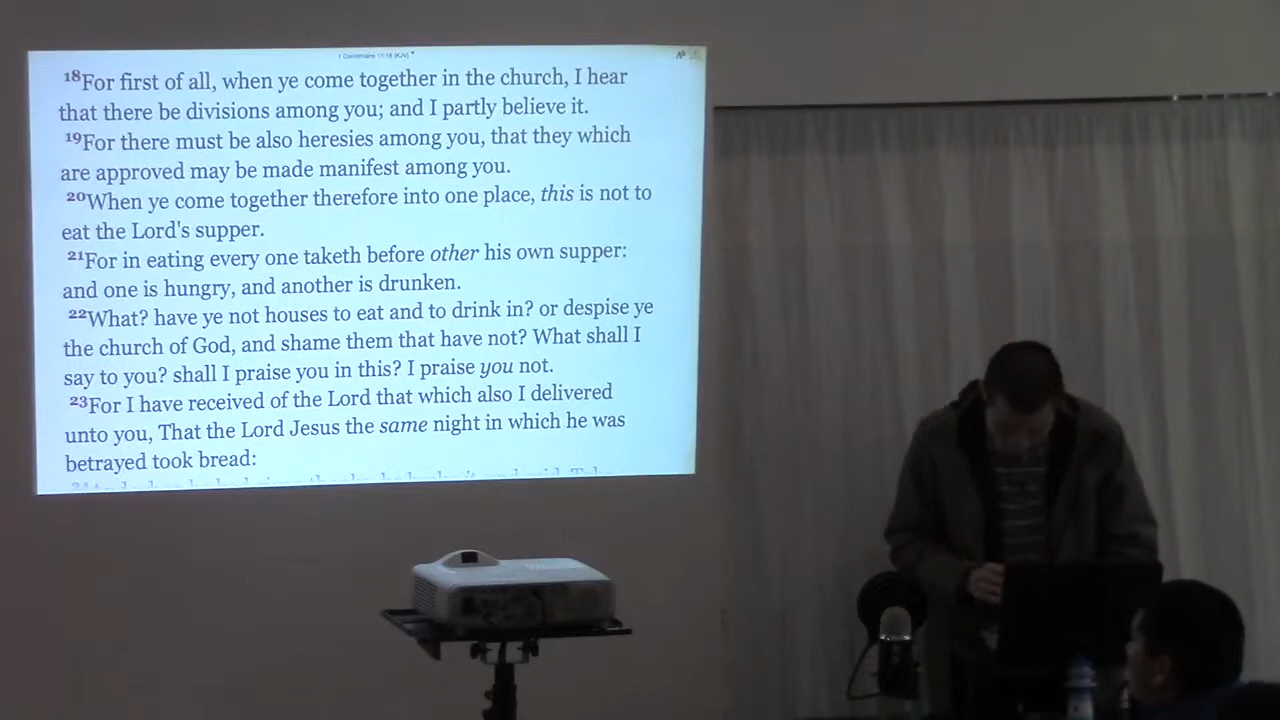 1 Corinthians 11:18 (KJV)
18For first of all, when ye come together in the church, I hear
that there be divisions among you; and I partly believe it.
19For there must be also heresies among you, that they which
are approved may be made manifest among you.
20When ye come together therefore into one place, this is not to
eat the Lord's supper.
21For in eating every one taketh before other his own supper:
and one is hungry, and another is drunken.
22What? have ye not houses to eat and to drink in? or despise ye
the church of God, and shame them that have not? What shall I
say to you? shall I praise you in this? I praise you not.
23For I have received of the Lord that which also I delivered
unto you, That the Lord Jesus the same night in which he was
betrayed took bread: